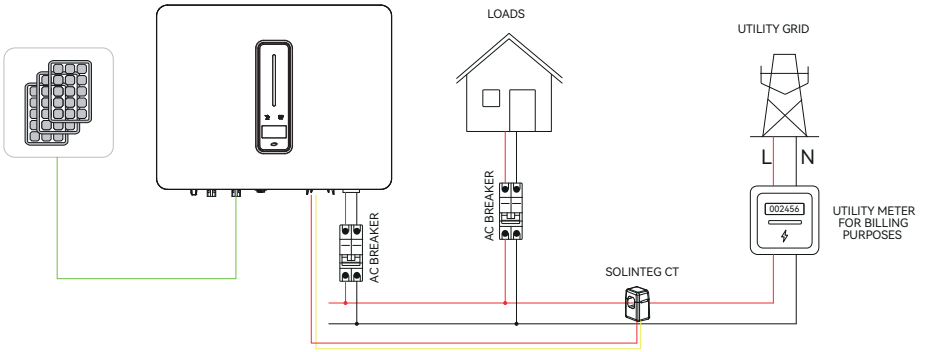 LOADS
UTILITY GRID
L N
002456
UTILITY METER
FOR BILLING
PURPOSES
AC BREAKER
AC BREAKER
SOLINTEG CT